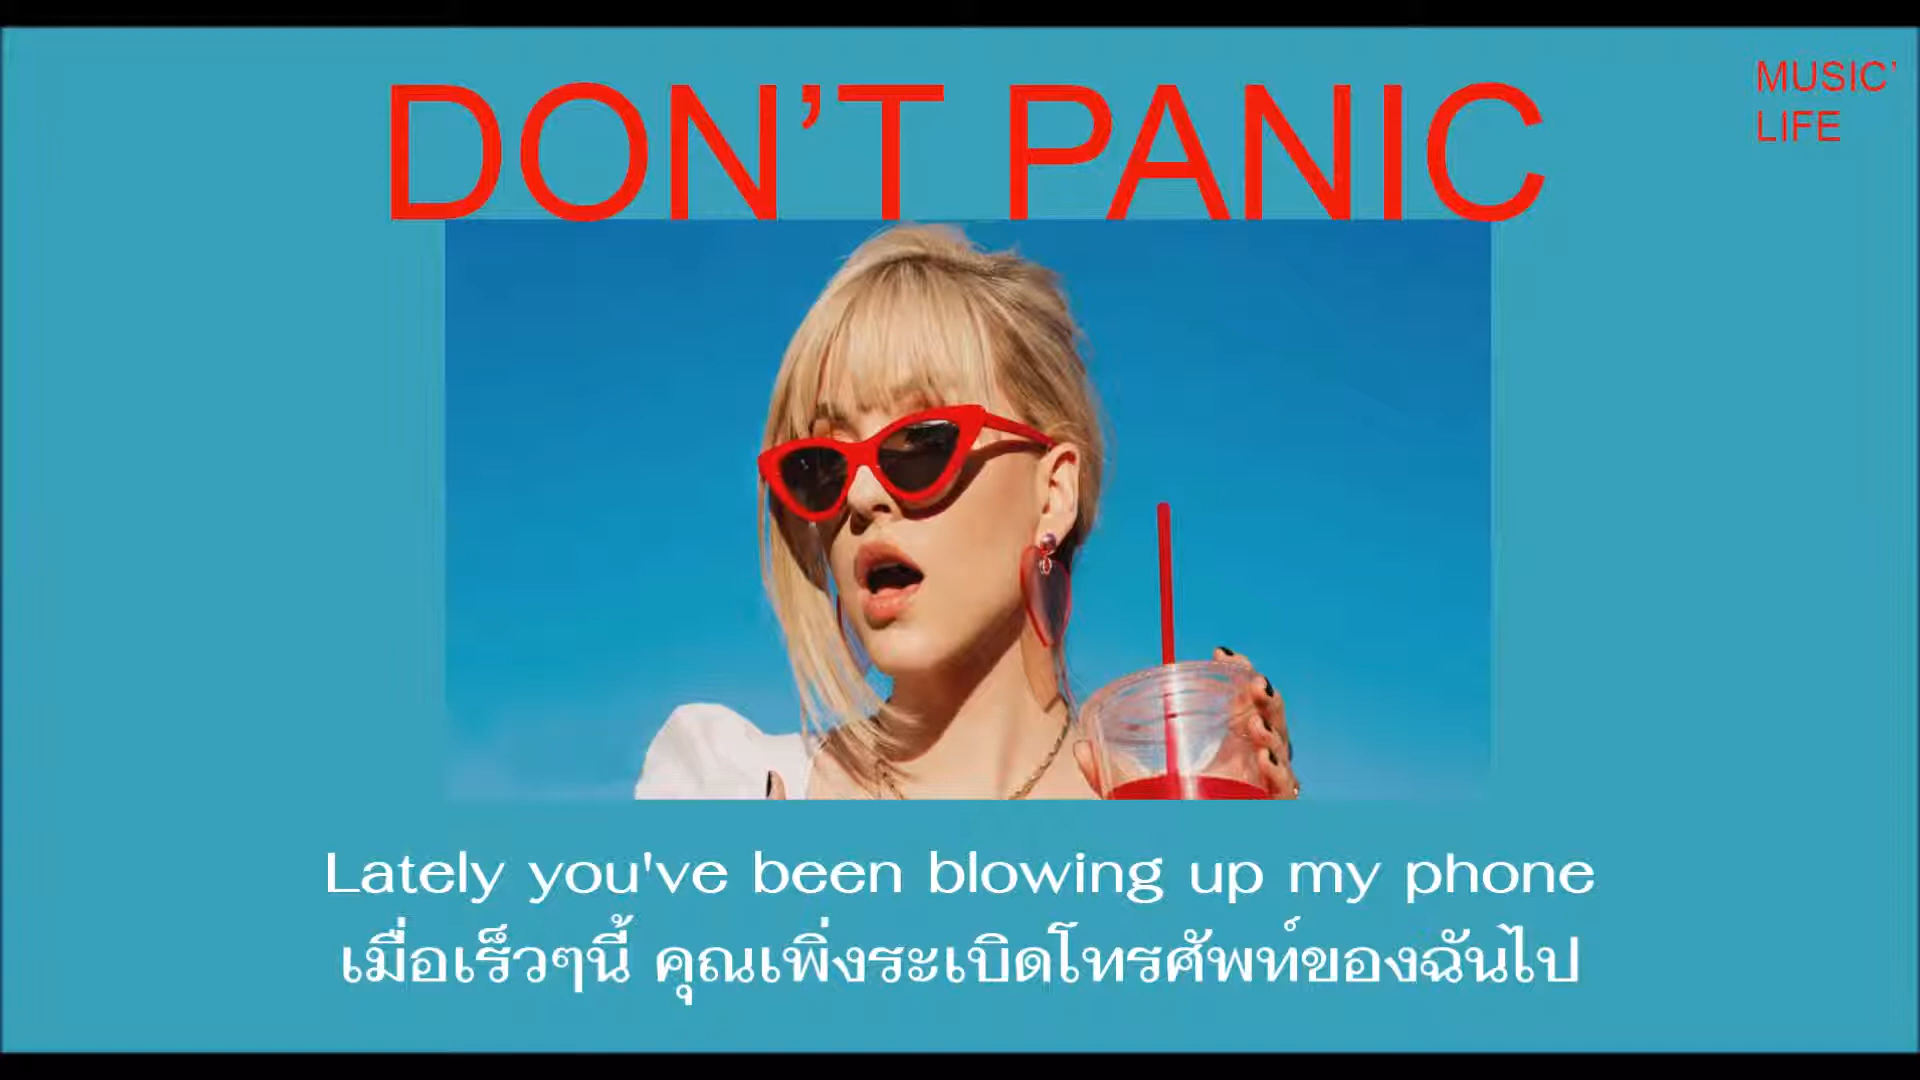 DON'T PANIC
MUSIC'
LIFE
Lately you've been blowing up my phone
เมื่อเร็วๆนี้ คุณเพิ่งระเบิดโทรศัพท์ของฉันไป